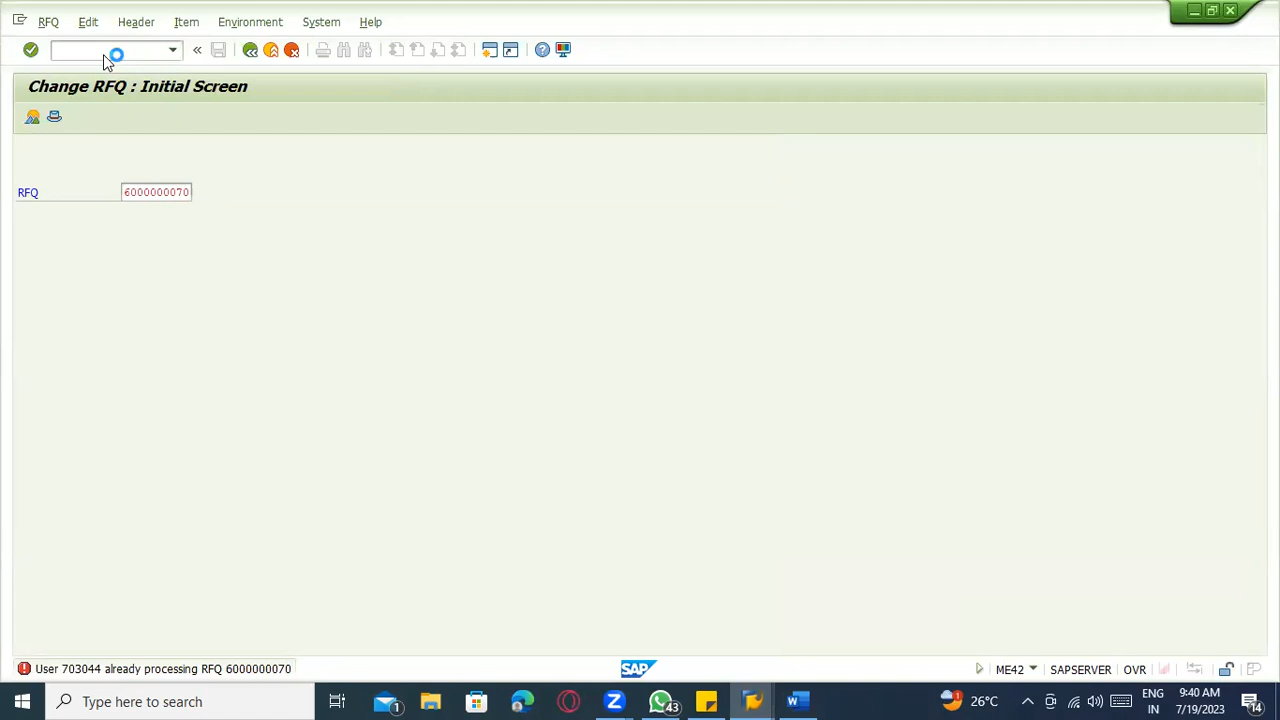 RFQ Edit Header Item Environment System Help
Change RFQ : Initial Screen
RFQ 6000000070
User 703044 already processing RFQ 6000000070
SAP
ME42 SAPSERVER OVR
Type here to search
1
43
26°C
ENG
IN
9:40 AM
7/19/2023
14